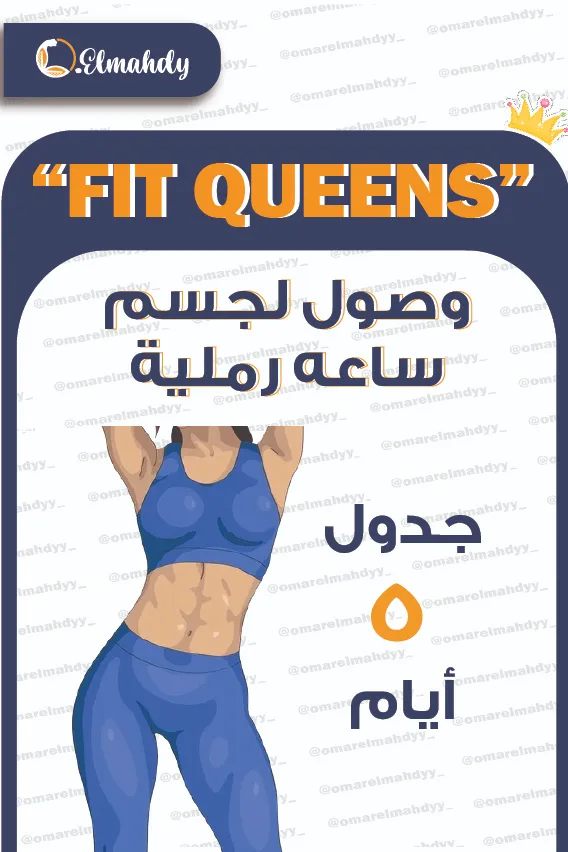 .Elmahdy
“FIT QUEENS”
وصول لجسم
ساعه رملية
جدول
٥
أيام
@omarelmahdyy_